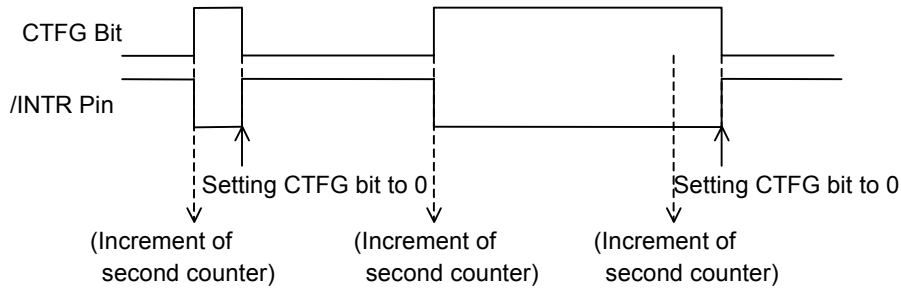 CTFG Bit
/INTR Pin
Setting CTFG bit to 0
Setting CTFG bit to 0
(Increment of
second counter)
(Increment of
second counter)
(Increment of
second counter)